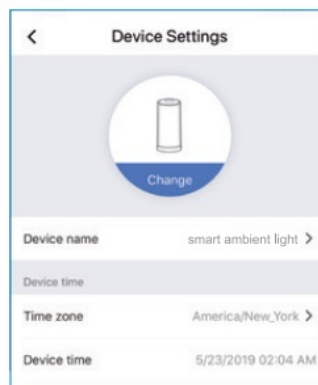 Device Settings
Change
Device name smart ambient light
Device time
Time zone America/New_York
Device time 5/23/2019 02:04 AM